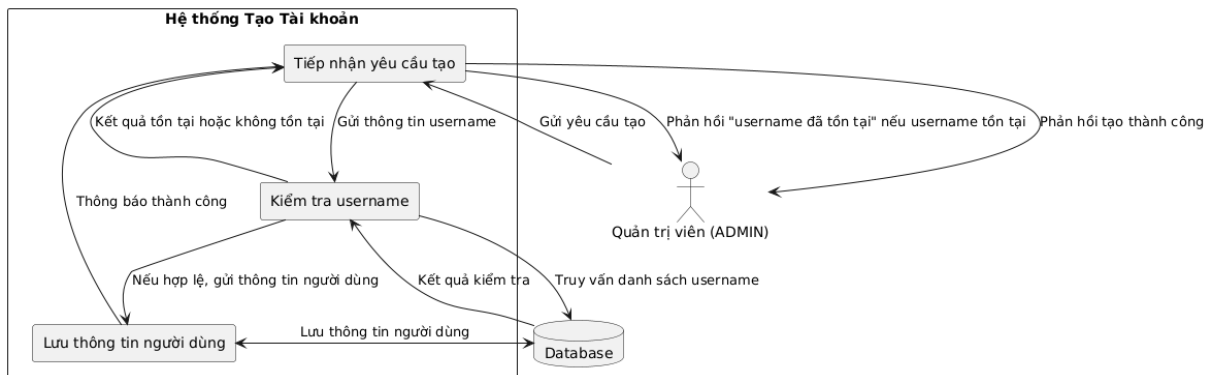 Hệ thống Tạo Tài khoản
Tiếp nhận yêu cầu tạo
Kết quả tồn tại hoặc không tồn tại
Gửi thông tin username
Gửi yêu cầu tạo
Phản hồi "username đã tồn tại" nếu username tồn tại
Phản hồi tạo thành công
Thông báo thành công
Kiểm tra username
Quản trị viên (ADMIN)
Nếu hợp lệ, gửi thông tin người dùng
Kết quả kiểm tra
Truy vấn danh sách username
Lưu thông tin người dùng
Lưu thông tin người dùng
Database